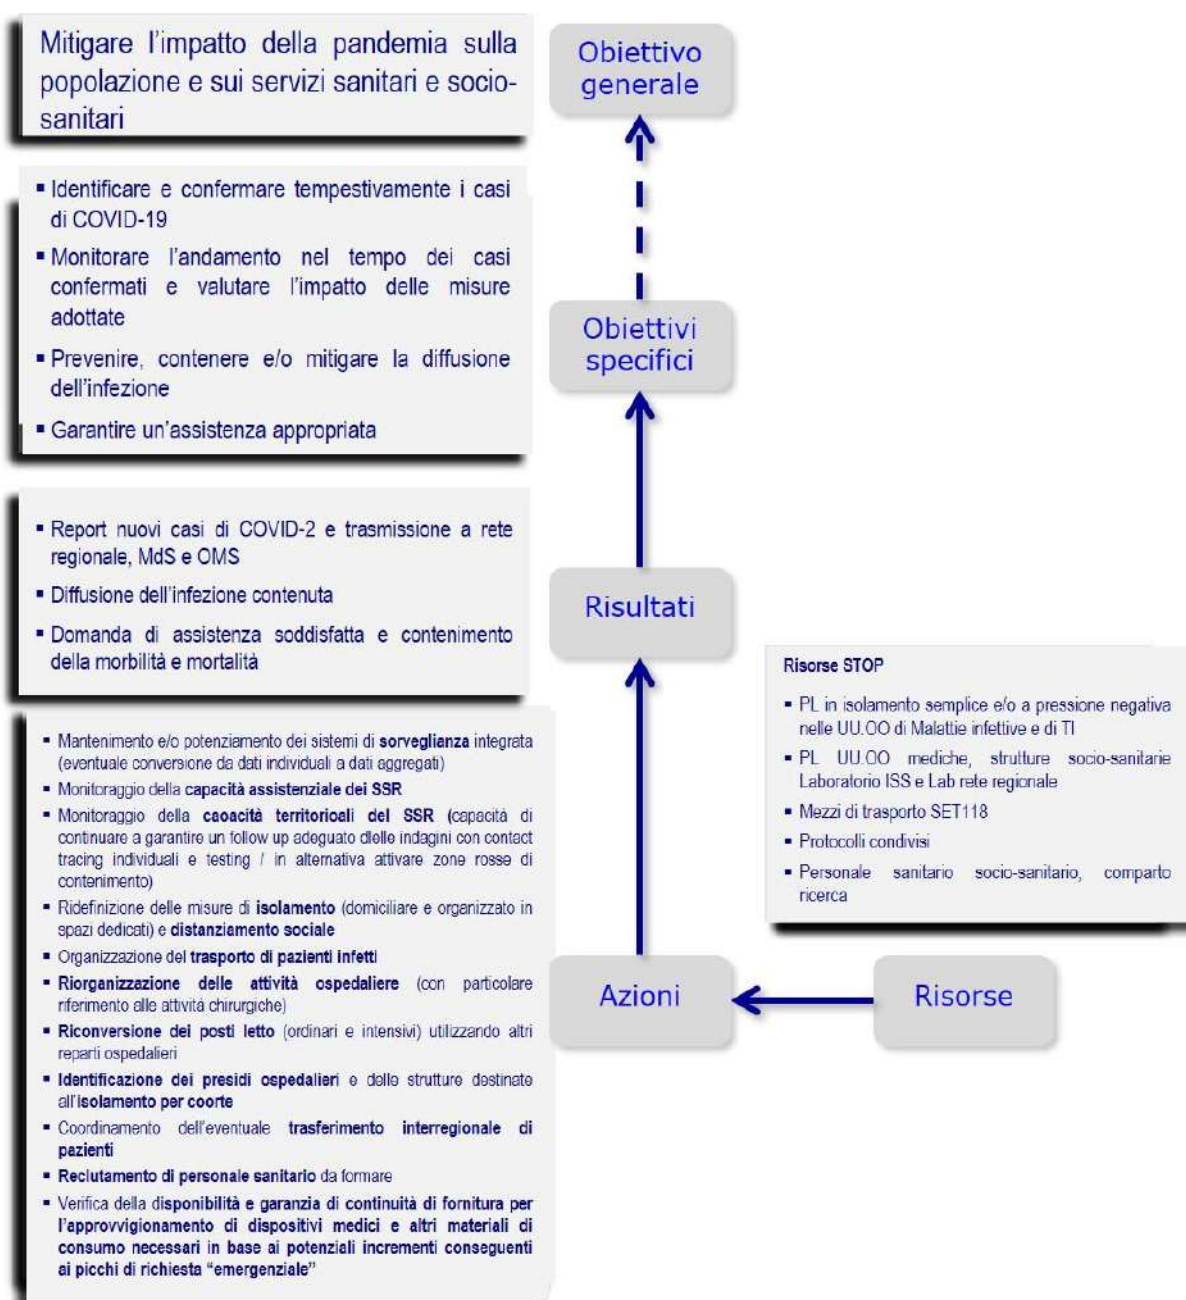 Mitigare l'impatto della pandemia sulla
popolazione e sui servizi sanitari e socio-
sanitari
Obiettivo
generale
▪ Identificare e confermare tempestivamente i casi
di COVID-19
▪ Monitorare l'andamento nel tempo dei casi
confermati e valutare l'impatto delle misure
adottate
▪ Prevenire, contenere e/o mitigare la diffusione
dell'infezione
▪ Garantire un'assistenza appropriata
Obiettivi
specifici
▪ Report nuovi casi di COVID-2 e trasmissione a rete
regionale, MdS e OMS
▪ Diffusione dell'infezione contenuta
▪ Domanda di assistenza soddisfatta e contenimento
della morbilità e mortalità
Risultati
▪ Mantenimento e/o potenziamento dei sistemi di sorveglianza integrata
(eventuale conversione da dati individuali a dati aggregati)
▪ Monitoraggio della capacità assistenziale dei SSR
▪ Monitoraggio della caoacità territorioali del SSR (capacità di
continuare a garantire un follow up adeguato dlelle indagini con contact
tracing individuali e testing / in alternativa attivare zone rosse di
contenimento)
▪ Ridefinizione delle misure di isolamento (domiciliare e organizzato in
spazi dedicati) e distanziamento sociale
▪ Organizzazione del trasporto di pazienti infetti
▪ Riorganizzazione delle attività ospedaliere (con particolare
riferimento alle attività chirurgiche)
▪ Riconversione dei posti letto (ordinari e intensivi) utilizzando altri
reparti ospedalieri
▪ Identificazione dei presidi ospedalieri e delle strutture destinate
all'isolamento per coorte
▪ Coordinamento dell'eventuale trasferimento interregionale di
pazienti
▪ Reclutamento di personale sanitario da formare
▪ Verifica della disponibilità e garanzia di continuità di fornitura per
l'approvvigionamento di dispositivi medici e altri materiali di
consumo necessari in base ai potenziali incrementi conseguenti
ai picchi di richiesta "emergenziale"
Azioni
Risorse STOP
▪ PL in isolamento semplice e/o a pressione negativa
nelle UU.OO di Malattie infettive e di TI
▪ PL UU.OO mediche, strutture socio-sanitarie
Laboratorio ISS e Lab rete regionale
▪ Mezzi di trasporto SET118
▪ Protocolli condivisi
▪ Personale sanitario socio-sanitario, comparto
ricerca
Risorse